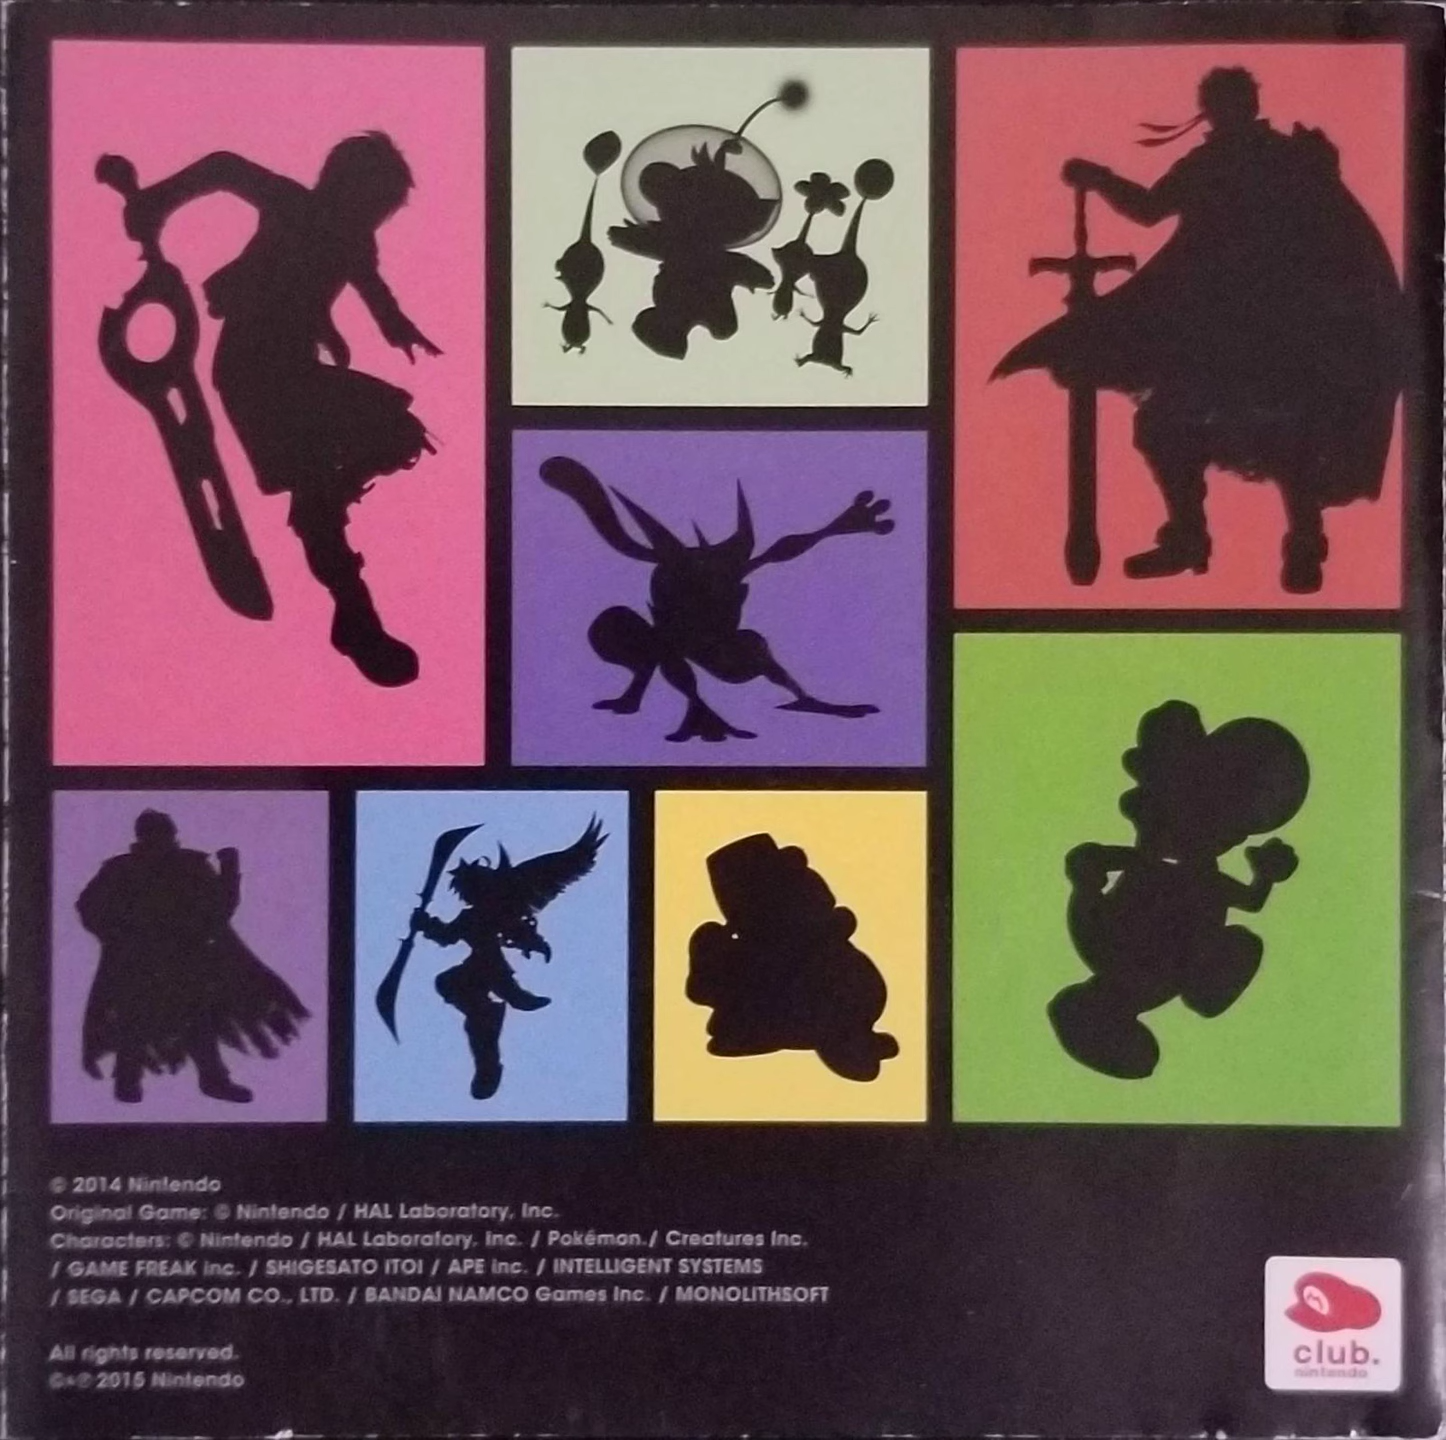 © 2014 Nintendo
Original Game: © Nintendo / HAL Laboratory, Inc.
Characters: © Nintendo / HAL Laboratory, Inc. / Pokémon./ Creatures Inc.
/ GAME FREAK inc. / SHIGESATO ITOI / APE inc. / INTELLIGENT SYSTEMS
/ SEGA / CAPCOM CO., LTD. / BANDAI NAMCO Games Inc. / MONOLITHSOFT
All rights reserved.
©+℗ 2015 Nintendo
club.
nintendo